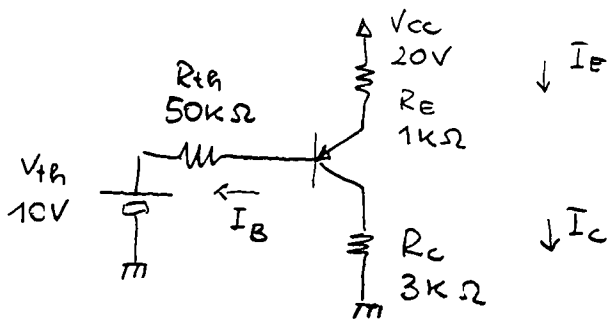 Vcc
20V
IE
Rth
50KΩ
RE
1KΩ
Vth
10V
IB
IC
Rc
3KΩ